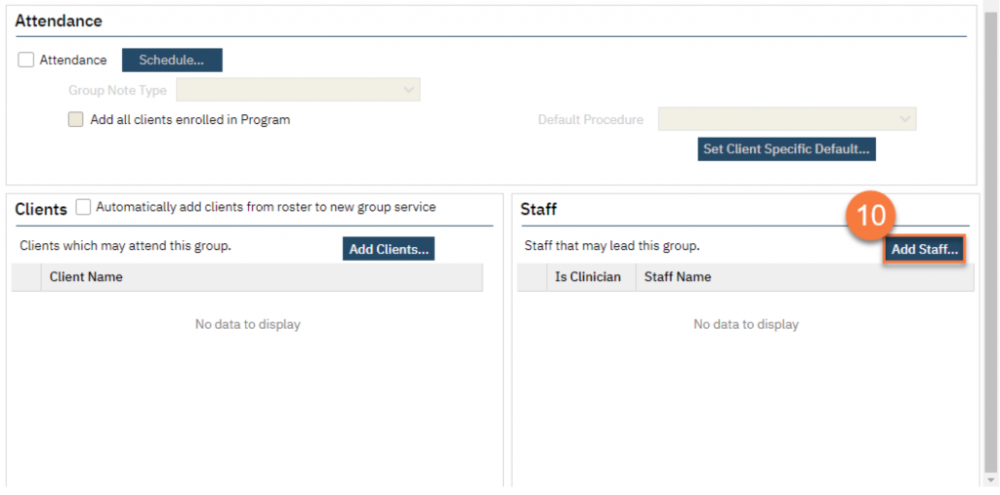 Attendance
Attendance Schedule...
Group Note Type
Add all clients enrolled in Program Default Procedure
Set Client Specific Default...
Clients Automatically add clients from roster to new group service
Clients which may attend this group. Add Clients...
Client Name
No data to display
Staff
10
Staff that may lead this group. Add Staff...
Is Clinician Staff Name
No data to display